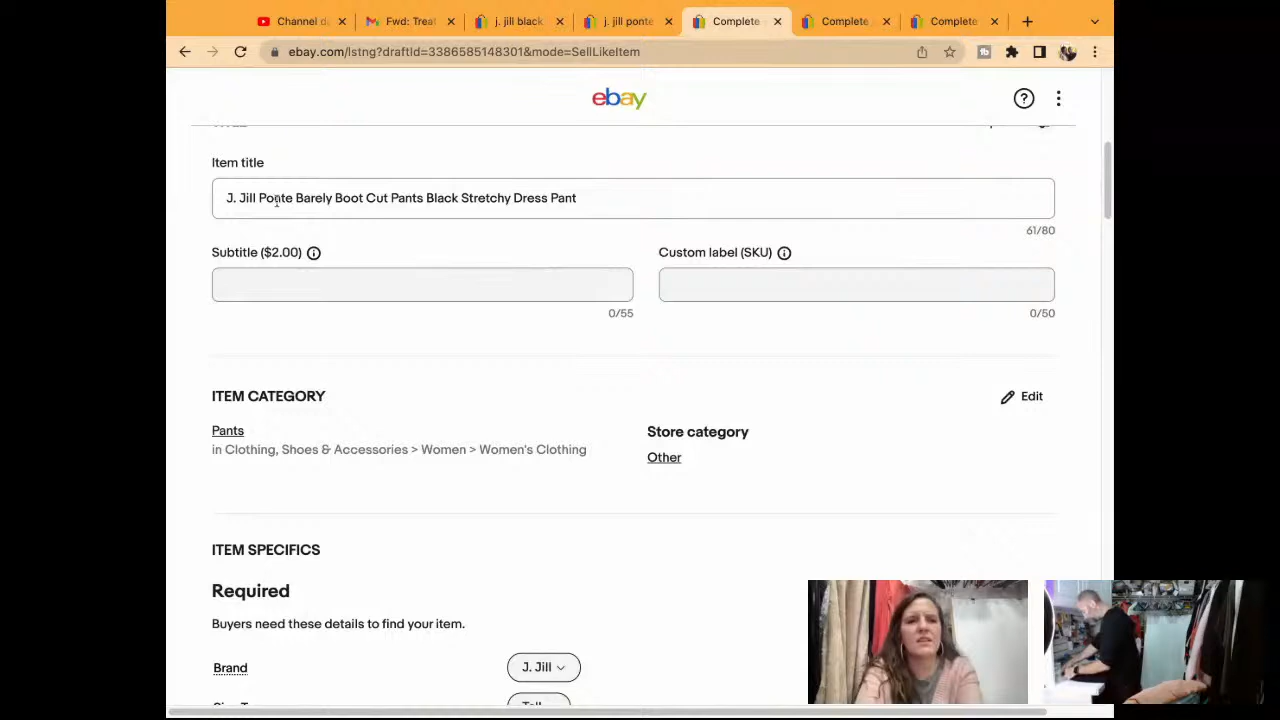 Channel d
Fwd: Treat
j. jill black
j. jill ponte
Complete
Complete
Complete
ebay.com/lstng?draftId=3386585148301&mode=SellLikeItem
ebay
Item title
J. Jill Ponte Barely Boot Cut Pants Black Stretchy Dress Pant
61/80
Subtitle ($2.00)
Custom label (SKU)
0/55
0/50
ITEM CATEGORY
Edit
Pants
in Clothing, Shoes & Accessories > Women > Women's Clothing
Store category
Other
ITEM SPECIFICS
Required
Buyers need these details to find your item.
Brand
J. Jill